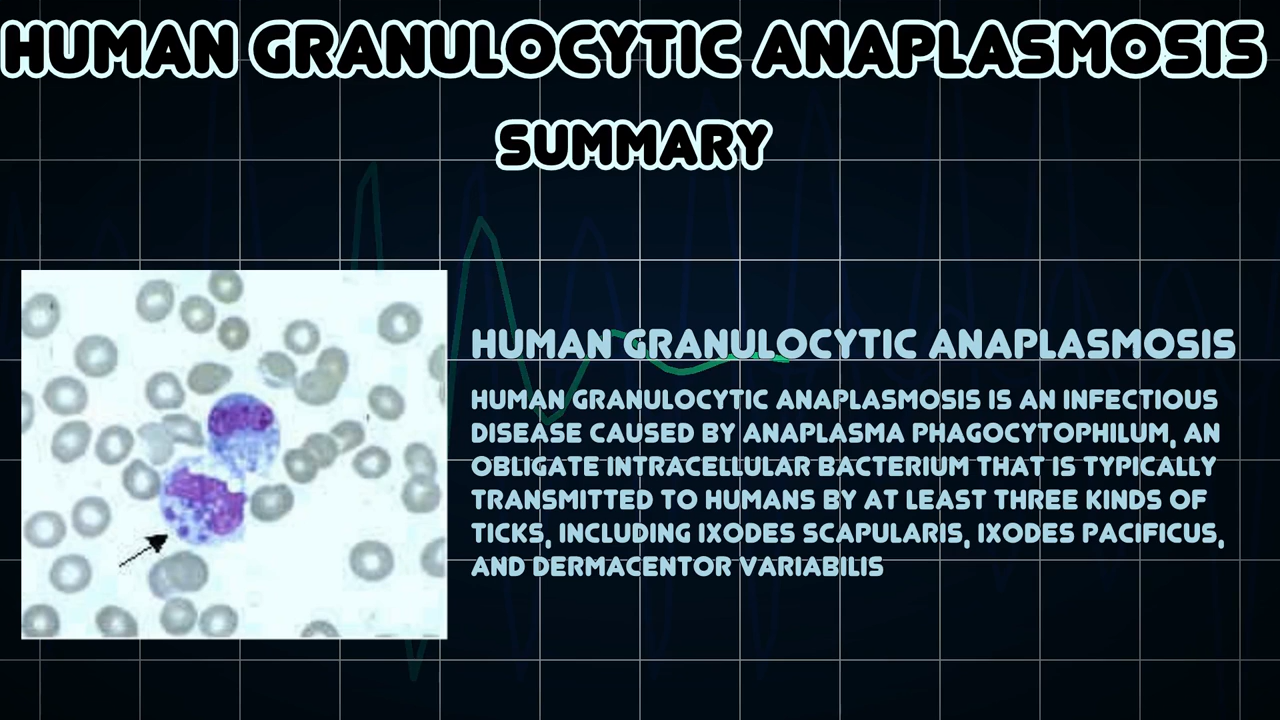 HUMAN GRANULOCYTIC ANAPLASMOSIS
SUMMARY
HUMAN GRANULOCYTIC ANAPLASMOSIS
HUMAN GRANULOCYTIC ANAPLASMOSIS IS AN INFECTIOUS
DISEASE CAUSED BY ANAPLASMA PHAGOCYTOPHILUM, AN
OBLIGATE INTRACELLULAR BACTERIUM THAT IS TYPICALLY
TRANSMITTED TO HUMANS BY AT LEAST THREE KINDS OF
TICKS, INCLUDING IXODES SCAPULARIS, IXODES PACIFICUS,
AND DERMACENTOR VARIABILIS